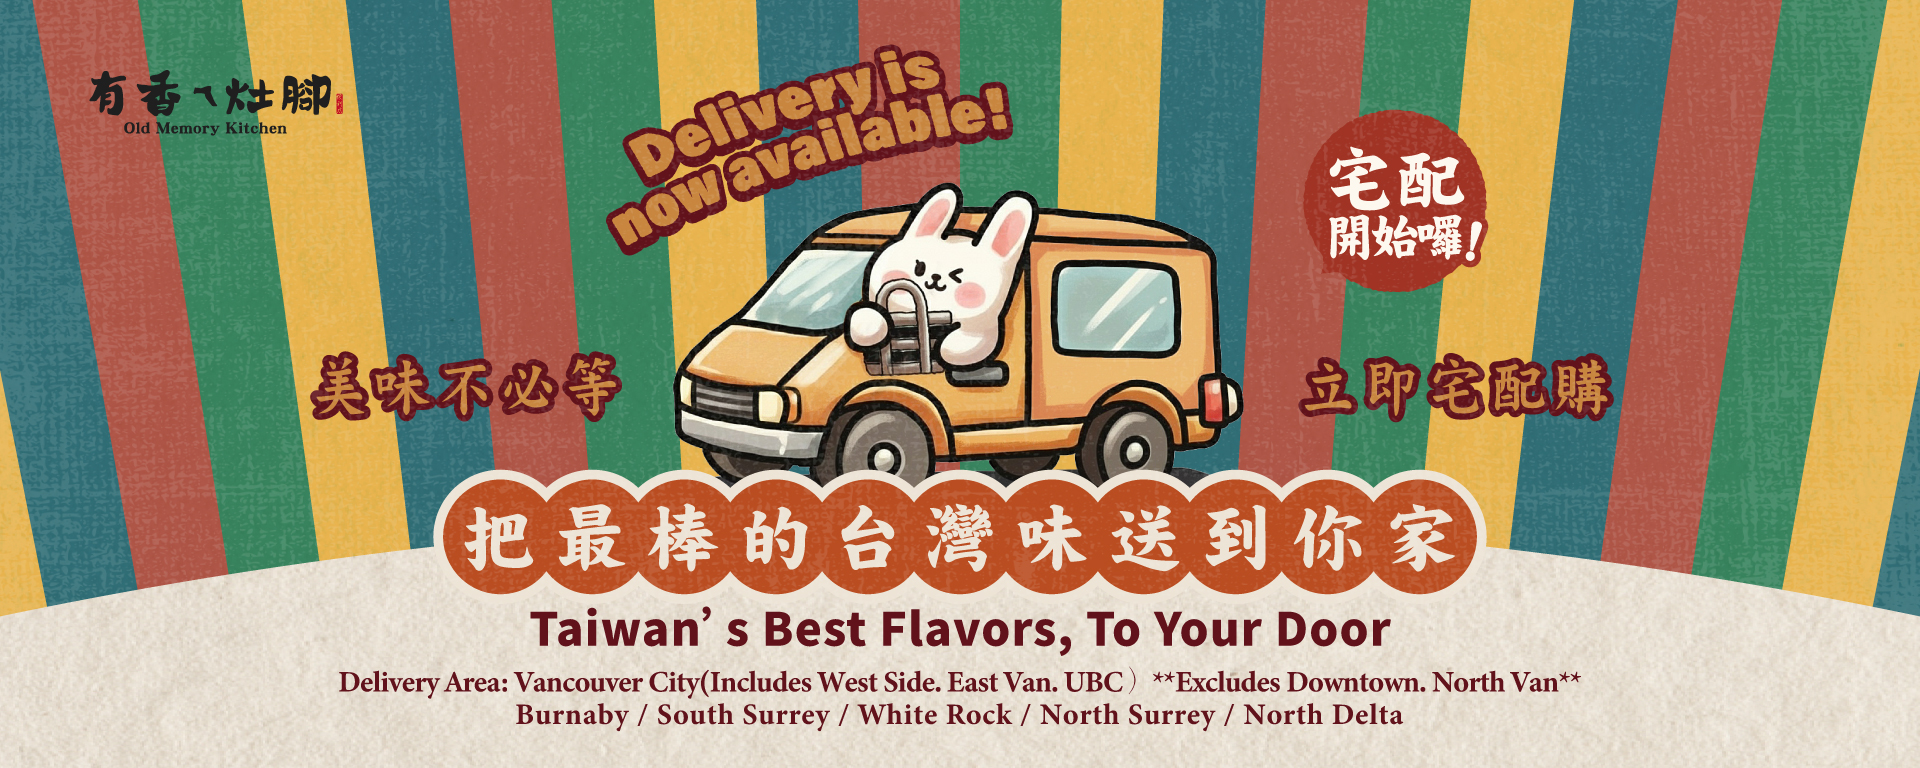 有香ㄟ灶腳
Old Memory Kitchen
Delivery is
now available!
宅配
開始囉!
美味不必等
立即宅配購
把最棒的台灣味送到你家
Taiwan’s Best Flavors, To Your Door
Delivery Area: Vancouver City(Includes West Side. East Van. UBC）**Excludes Downtown. North Van**
Burnaby / South Surrey / White Rock / North Surrey / North Delta